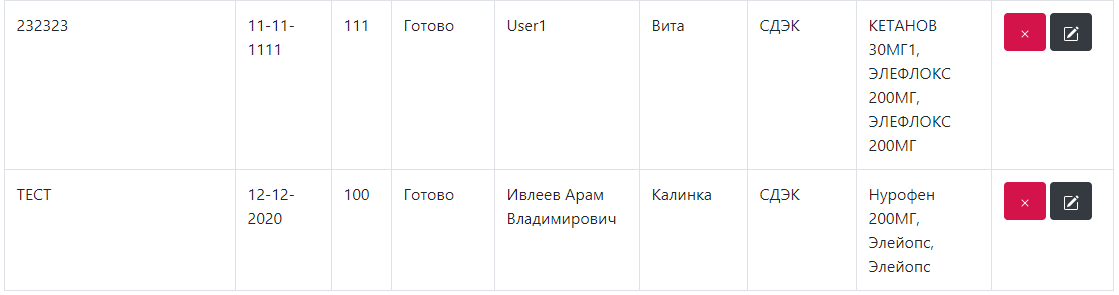 232323
11-11-
1111
111
Готово
User1
Вита
СДЭК
КЕТАНОВ
30МГ1,
ЭЛЕФЛОКС
200МГ,
ЭЛЕФЛОКС
200МГ
ТЕСТ
12-12-
2020
100
Готово
Ивлеев Арам
Владимирович
Калинка
СДЭК
Нурофен
200МГ,
Элейопс,
Элейопс